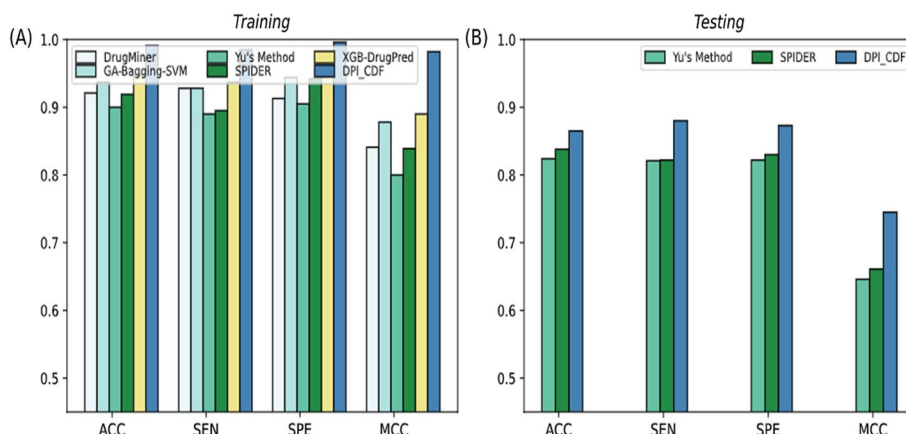 (A)
Training
DrugMiner
GA-Bagging-SVM
Yu's Method
SPIDER
XGB-DrugPred
DPI_CDF
1.0
0.9
0.8
0.7
0.6
0.5
ACC SEN SPE MCC
(B)
Testing
Yu's Method SPIDER DPI_CDF
1.0
0.9
0.8
0.7
0.6
0.5
ACC SEN SPE MCC